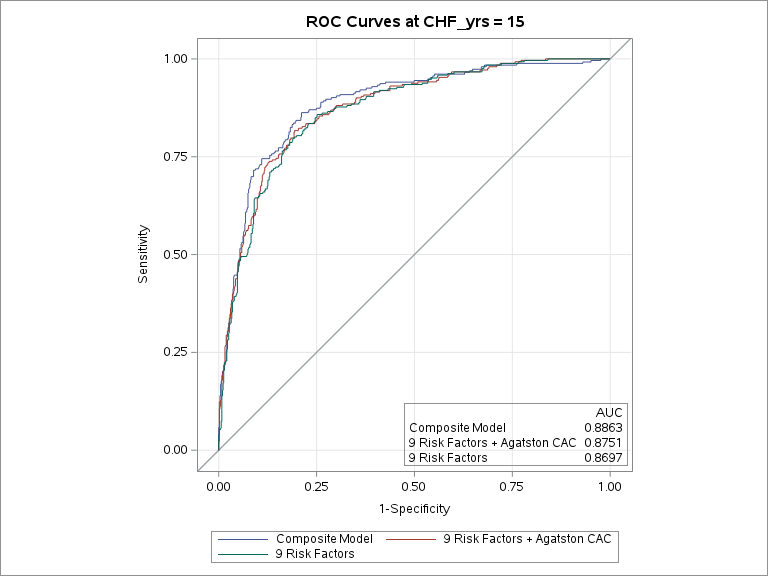 ROC Curves at CHF_yrs = 15
1.00
0.75
0.50
0.25
0.00
Sensitivity
AUC
Composite Model 0.8863
9 Risk Factors + Agatston CAC 0.8751
9 Risk Factors 0.8697
0.00 0.25 0.50 0.75 1.00
1-Specificity
Composite Model 9 Risk Factors + Agatston CAC
9 Risk Factors